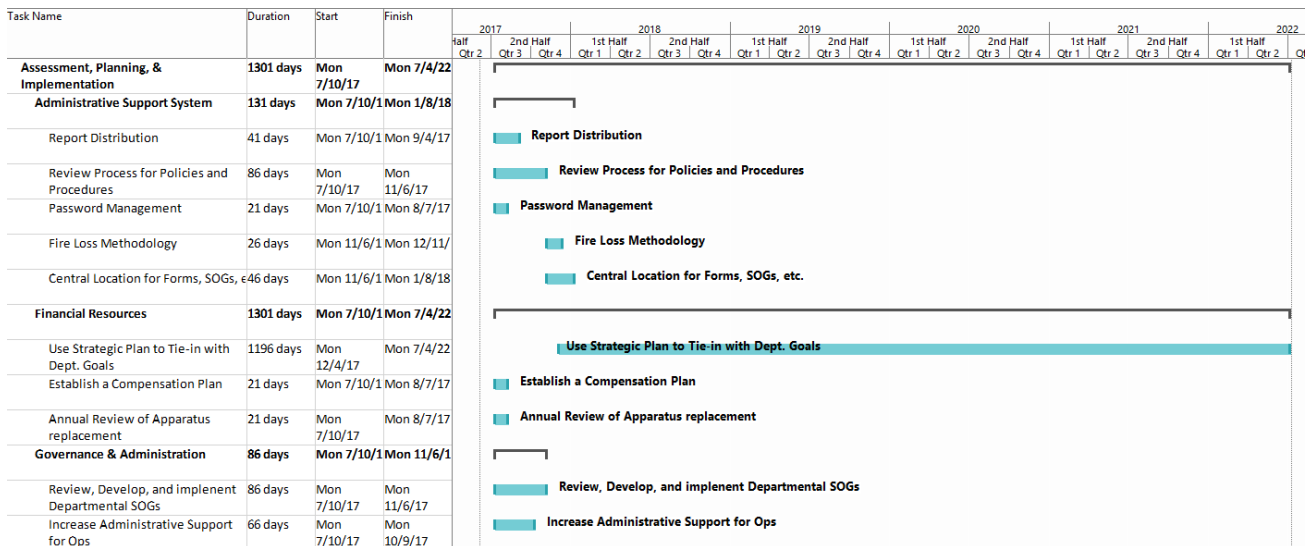 Task Name Duration Start Finish
2017 2018 2019 2020 2021 2022
Half 2nd Half 1st Half 2nd Half 1st Half 2nd Half 1st Half 2nd Half 1st Half 2nd Half 1st Half
Qtr 2 Qtr 3 Qtr 4 Qtr 1 Qtr 2 Qtr 3 Qtr 4 Qtr 1 Qtr 2 Qtr 3 Qtr 4 Qtr 1 Qtr 2 Qtr 3 Qtr 4 Qtr 1 Qtr 2 Qtr 3 Qtr 4 Qtr 1 Qtr 2
Assessment, Planning, & 1301 days Mon Mon 7/4/22
Implementation 7/10/17
Administrative Support System 131 days Mon 7/10/1 Mon 1/8/18
Report Distribution 41 days Mon 7/10/1 Mon 9/4/17 Report Distribution
Review Process for Policies and 86 days Mon Mon Review Process for Policies and Procedures
Procedures 7/10/17 11/6/17
Password Management 21 days Mon 7/10/1 Mon 8/7/17 Password Management
Fire Loss Methodology 26 days Mon 11/6/1 Mon 12/11/ Fire Loss Methodology
Central Location for Forms, SOGs, e 46 days Mon 11/6/1 Mon 1/8/18 Central Location for Forms, SOGs, etc.
Financial Resources 1301 days Mon 7/10/1 Mon 7/4/22
Use Strategic Plan to Tie-in with 1196 days Mon Mon 7/4/22 Use Strategic Plan to Tie-in with Dept. Goals
Dept. Goals 12/4/17
Establish a Compensation Plan 21 days Mon 7/10/1 Mon 8/7/17 Establish a Compensation Plan
Annual Review of Apparatus 21 days Mon Mon 8/7/17 Annual Review of Apparatus replacement
replacement 7/10/17
Governance & Administration 86 days Mon 7/10/1 Mon 11/6/1
Review, Develop, and implenent 86 days Mon Mon Review, Develop, and implenent Departmental SOGs
Departmental SOGs 7/10/17 11/6/17
Increase Administrative Support 66 days Mon Mon Increase Administrative Support for Ops
for Ops 7/10/17 10/9/17